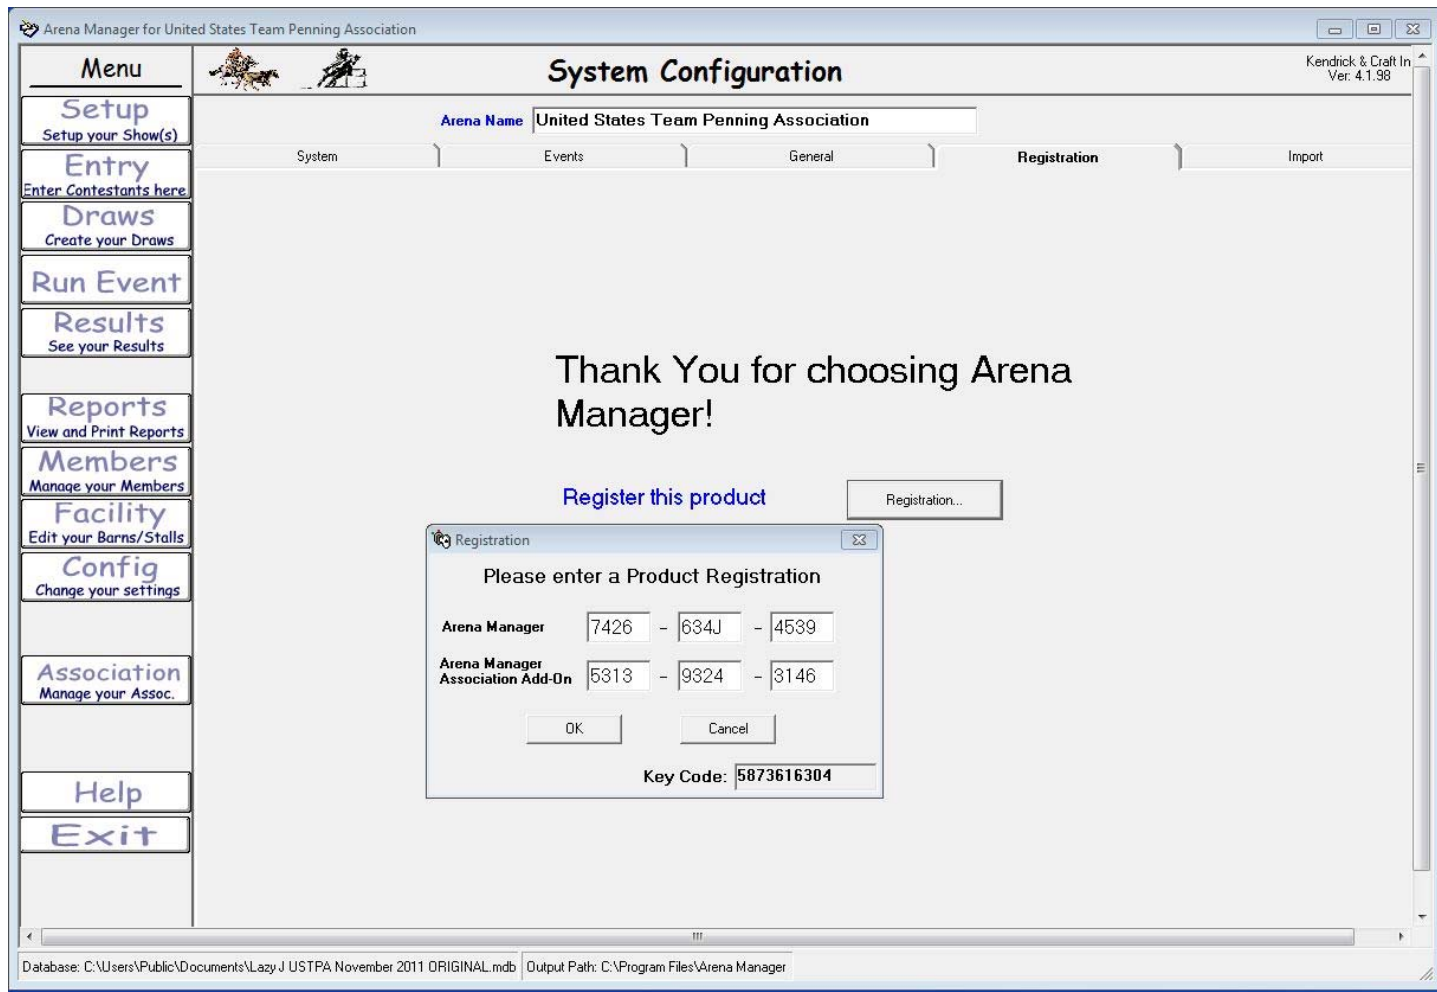 Arena Manager for United States Team Penning Association
Menu
System Configuration
Kendrick & Craft In
Ver: 4.1.98
Setup
Setup your Show(s)
Arena Name United States Team Penning Association
System Events General Registration Import
Entry
Enter Contestants here
Draws
Create your Draws
Run Event
Results
See your Results
Thank You for choosing Arena
Manager!
Reports
View and Print Reports
Members
Manage your Members
Register this product Registration...
Facility
Edit your Barns/Stalls
Config
Change your settings
Registration
Please enter a Product Registration
Arena Manager 7426 - 634J - 4539
Arena Manager
Association Add-On 5313 - 9324 - 3146
OK Cancel
Key Code: 5873616304
Association
Manage your Assoc.
Help
Exit
Database: C:\Users\Public\Documents\Lazy J USTPA November 2011 ORIGINAL.mdb Output Path: C:\Program Files\Arena Manager